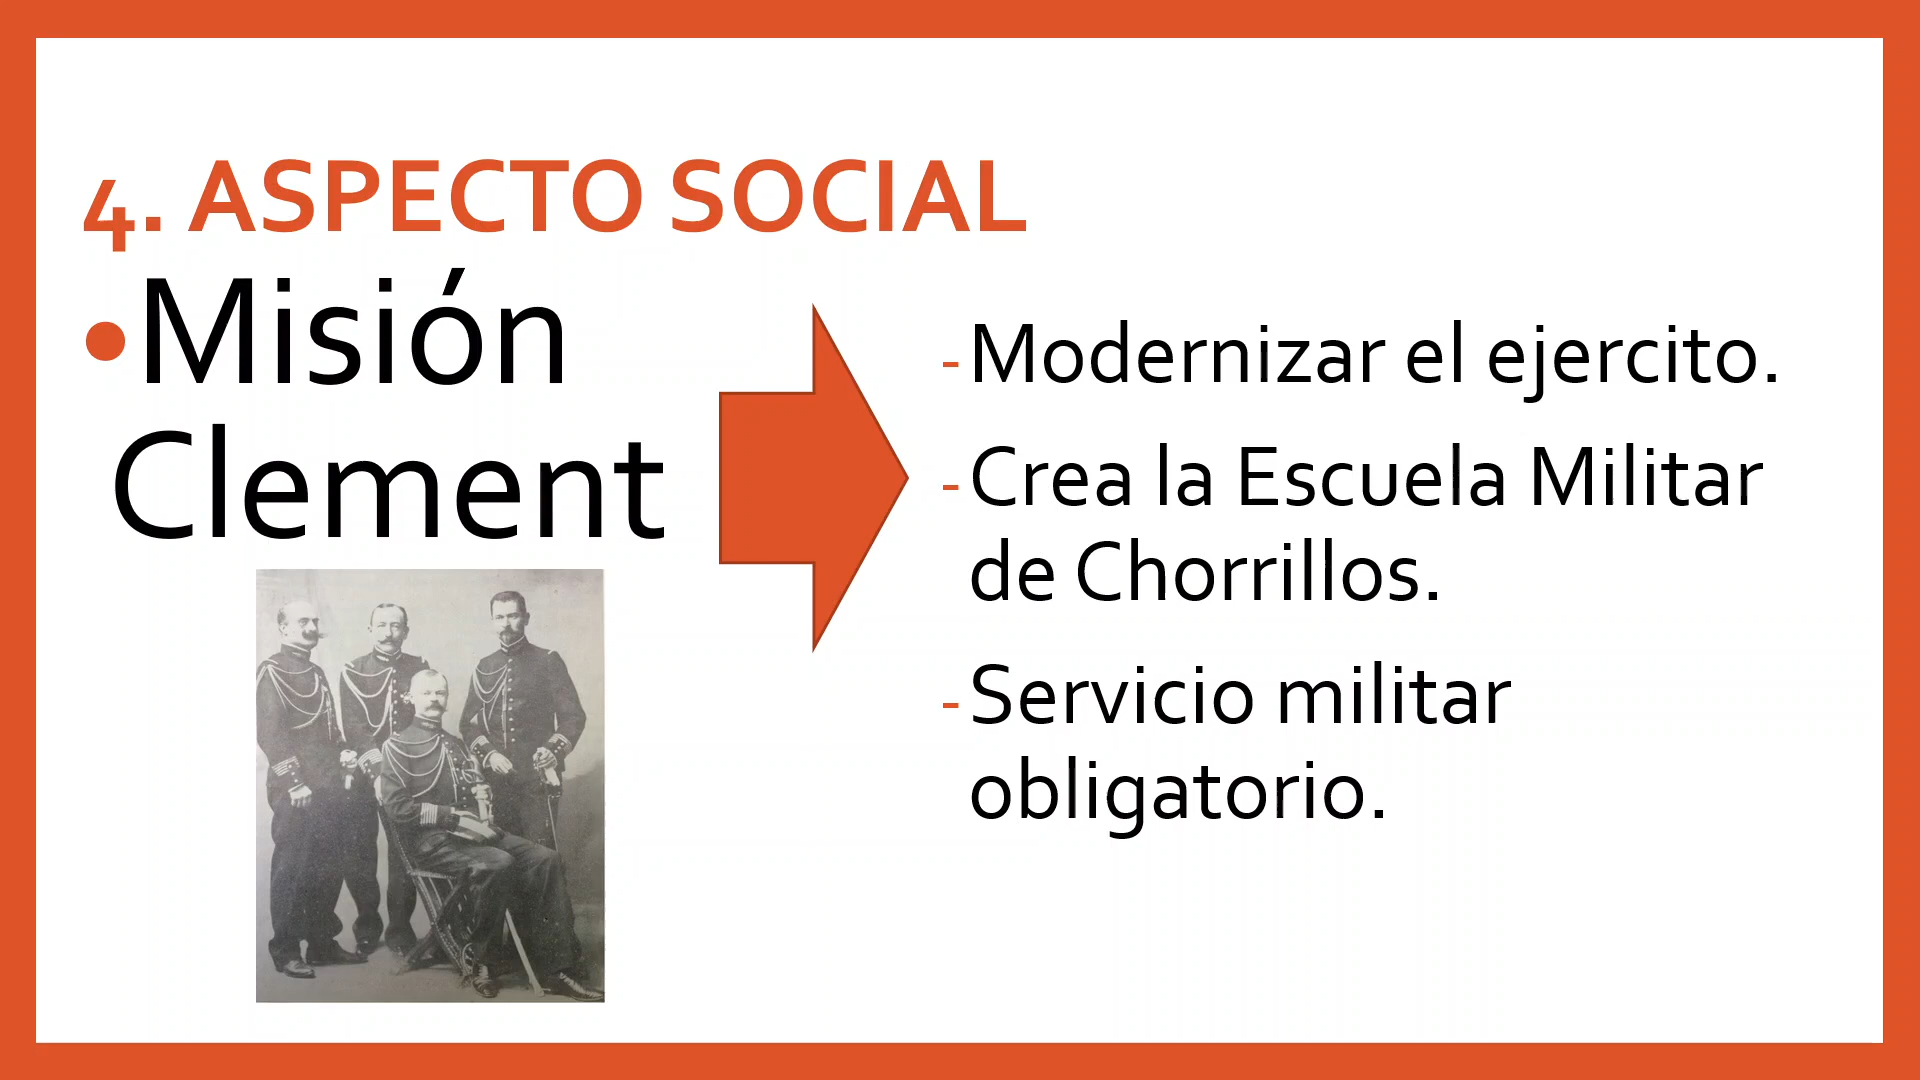 4. ASPECTO SOCIAL
•Misión
Clement
-Modernizar el ejercito.
-Crea la Escuela Militar
de Chorrillos.
-Servicio militar
obligatorio.